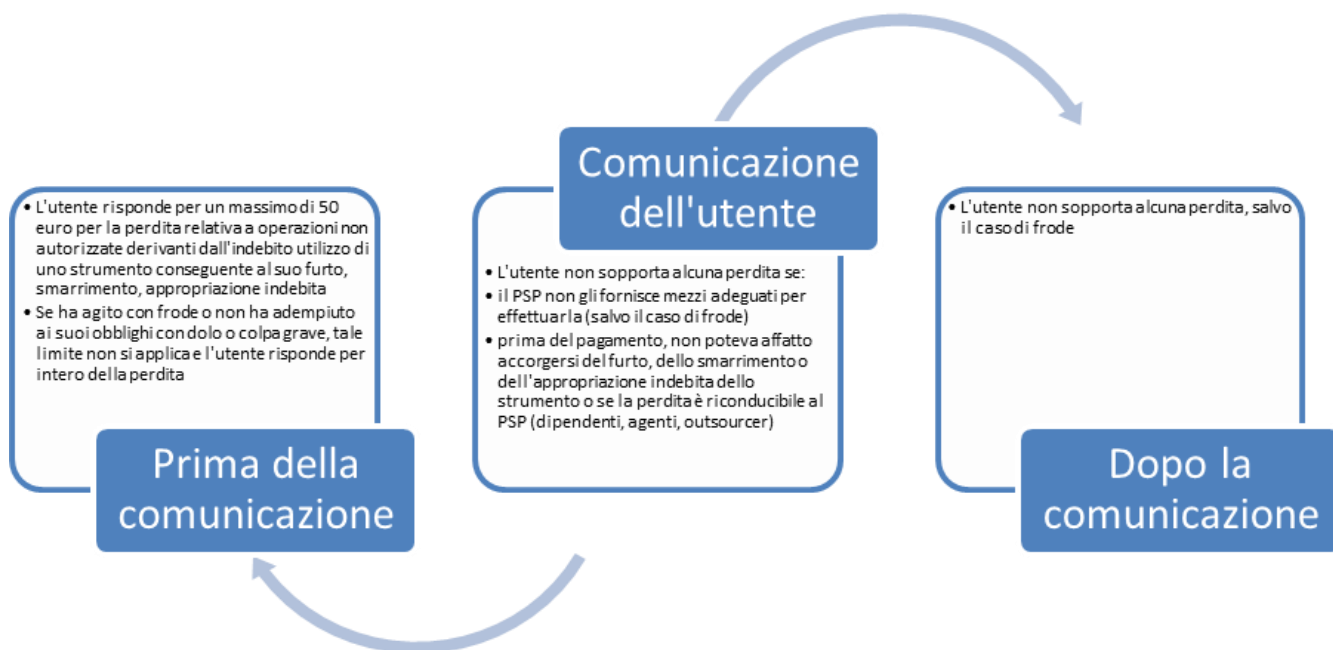 • L'utente risponde per un massimo di 50
euro per la perdita relativa a operazioni non
autorizzate derivanti dall'indebito utilizzo di
uno strumento conseguente al suo furto,
smarrimento, appropriazione indebita
• Se ha agito con frode o non ha adempiuto
ai suoi obblighi con dolo o colpa grave, tale
limite non si applica e l'utente risponde per
intero della perdita
Prima della
comunicazione
Comunicazione
dell'utente
• L'utente non sopporta alcuna perdita se:
• il PSP non gli fornisce mezzi adeguati per
effettuarla (salvo il caso di frode)
• prima del pagamento, non poteva affatto
accorgersi del furto, dello smarrimento o
dell'appropriazione indebita dello
strumento o se la perdita è riconducibile al
PSP (dipendenti, agenti, outsourcer)
• L'utente non sopporta alcuna perdita, salvo
il caso di frode
Dopo la
comunicazione